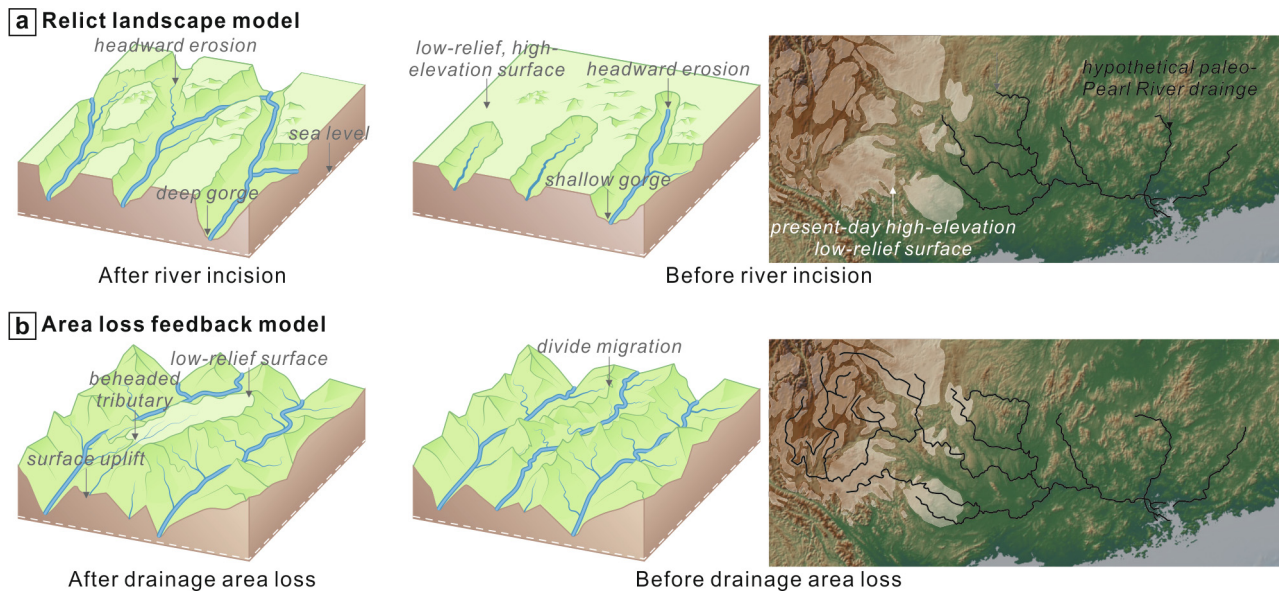 a Relict landscape model
headward erosion
sea level
deep gorge
After river incision
low-relief, high-
elevation surface
headward erosion
shallow gorge
hypothetical paleo-
Pearl River drainge
present-day high-elevation
low-relief surface
Before river incision
b Area loss feedback model
low-relief surface
beheaded
tributary
surface uplift
After drainage area loss
divide migration
Before drainage area loss